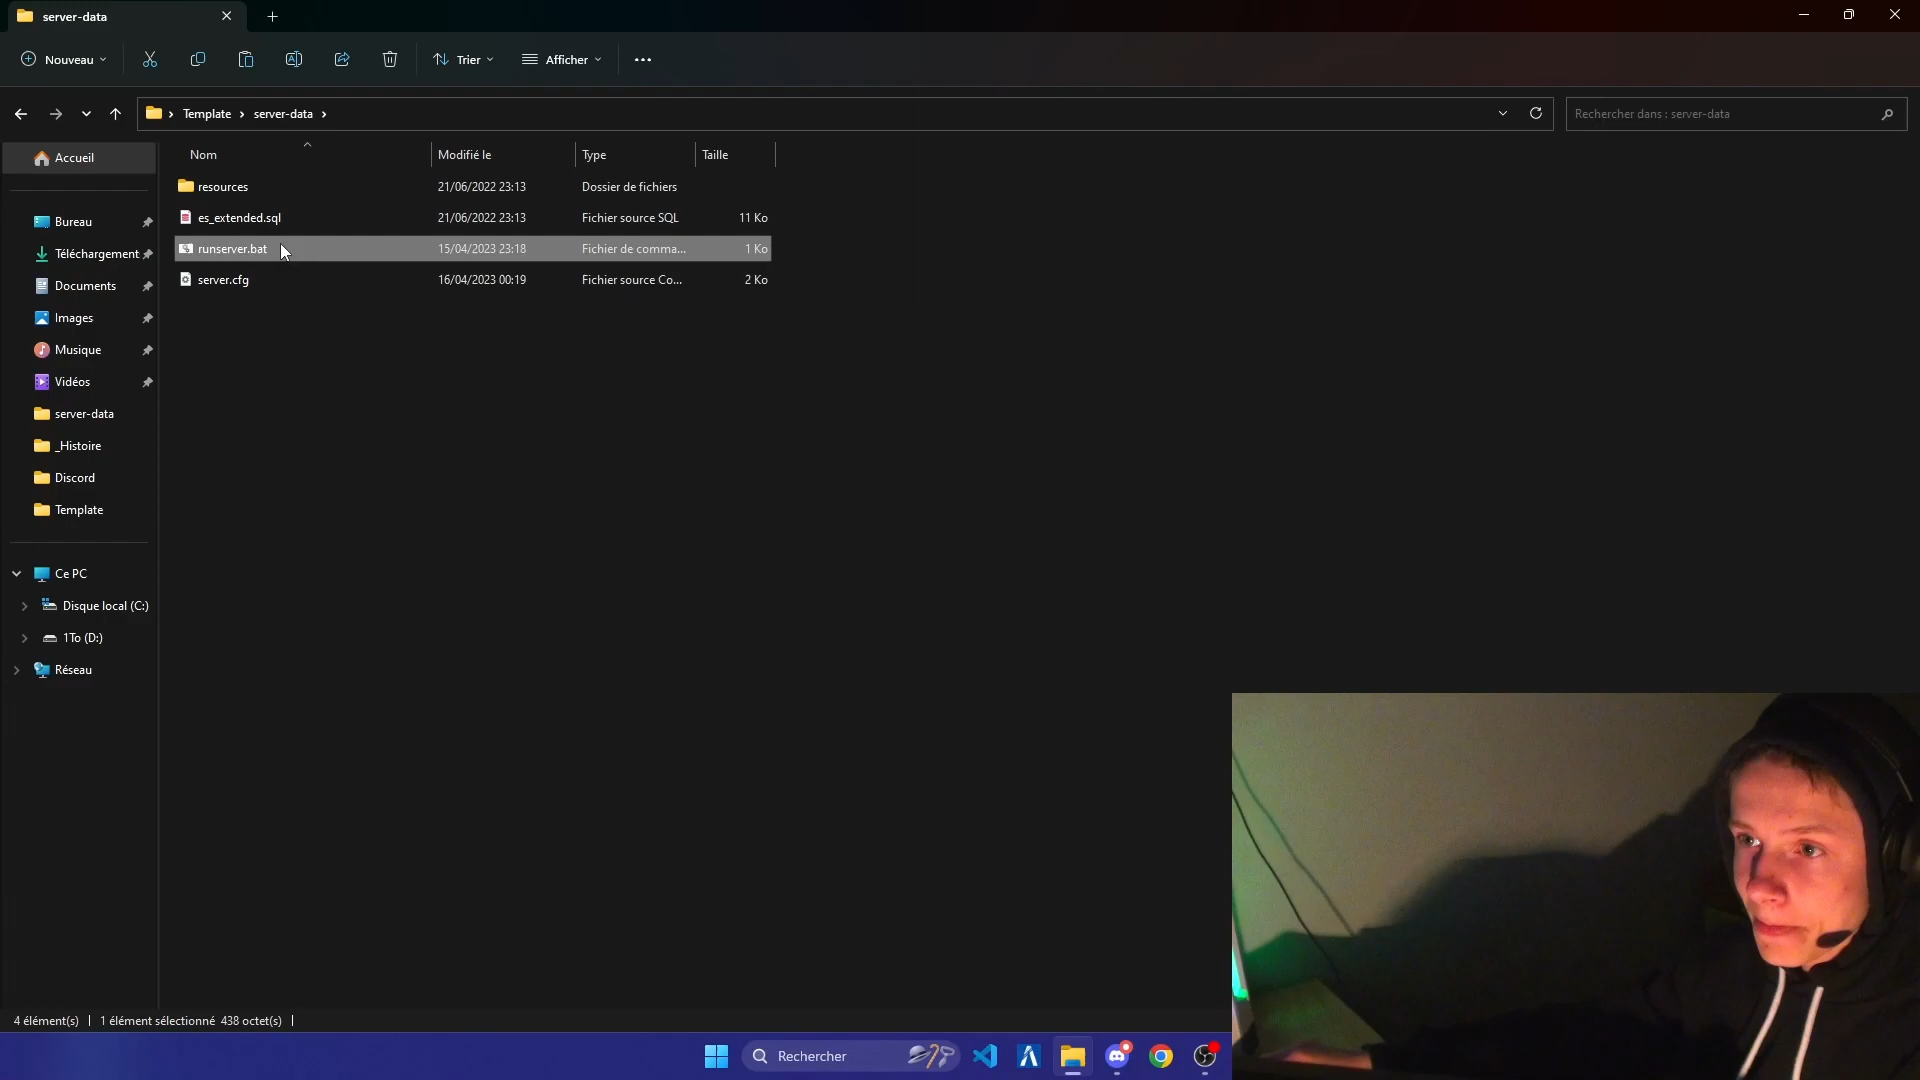 server-data
Nouveau
Trier
Afficher
Template
server-data
Rechercher dans : server-data
Accueil
Nom
Modifié le
Type
Taille
resources
21/06/2022 23:13
Dossier de fichiers
es_extended.sql
21/06/2022 23:13
Fichier source SQL
11 Ko
runserver.bat
15/04/2023 23:18
Fichier de comma...
1 Ko
server.cfg
16/04/2023 00:19
Fichier source Co...
2 Ko
Bureau
Téléchargement
Documents
Images
Musique
Vidéos
server-data
_Histoire
Discord
Template
Ce PC
Disque local (C:)
1To (D:)
Réseau
4 élément(s)
1 élément sélectionné 438 octet(s)
Rechercher